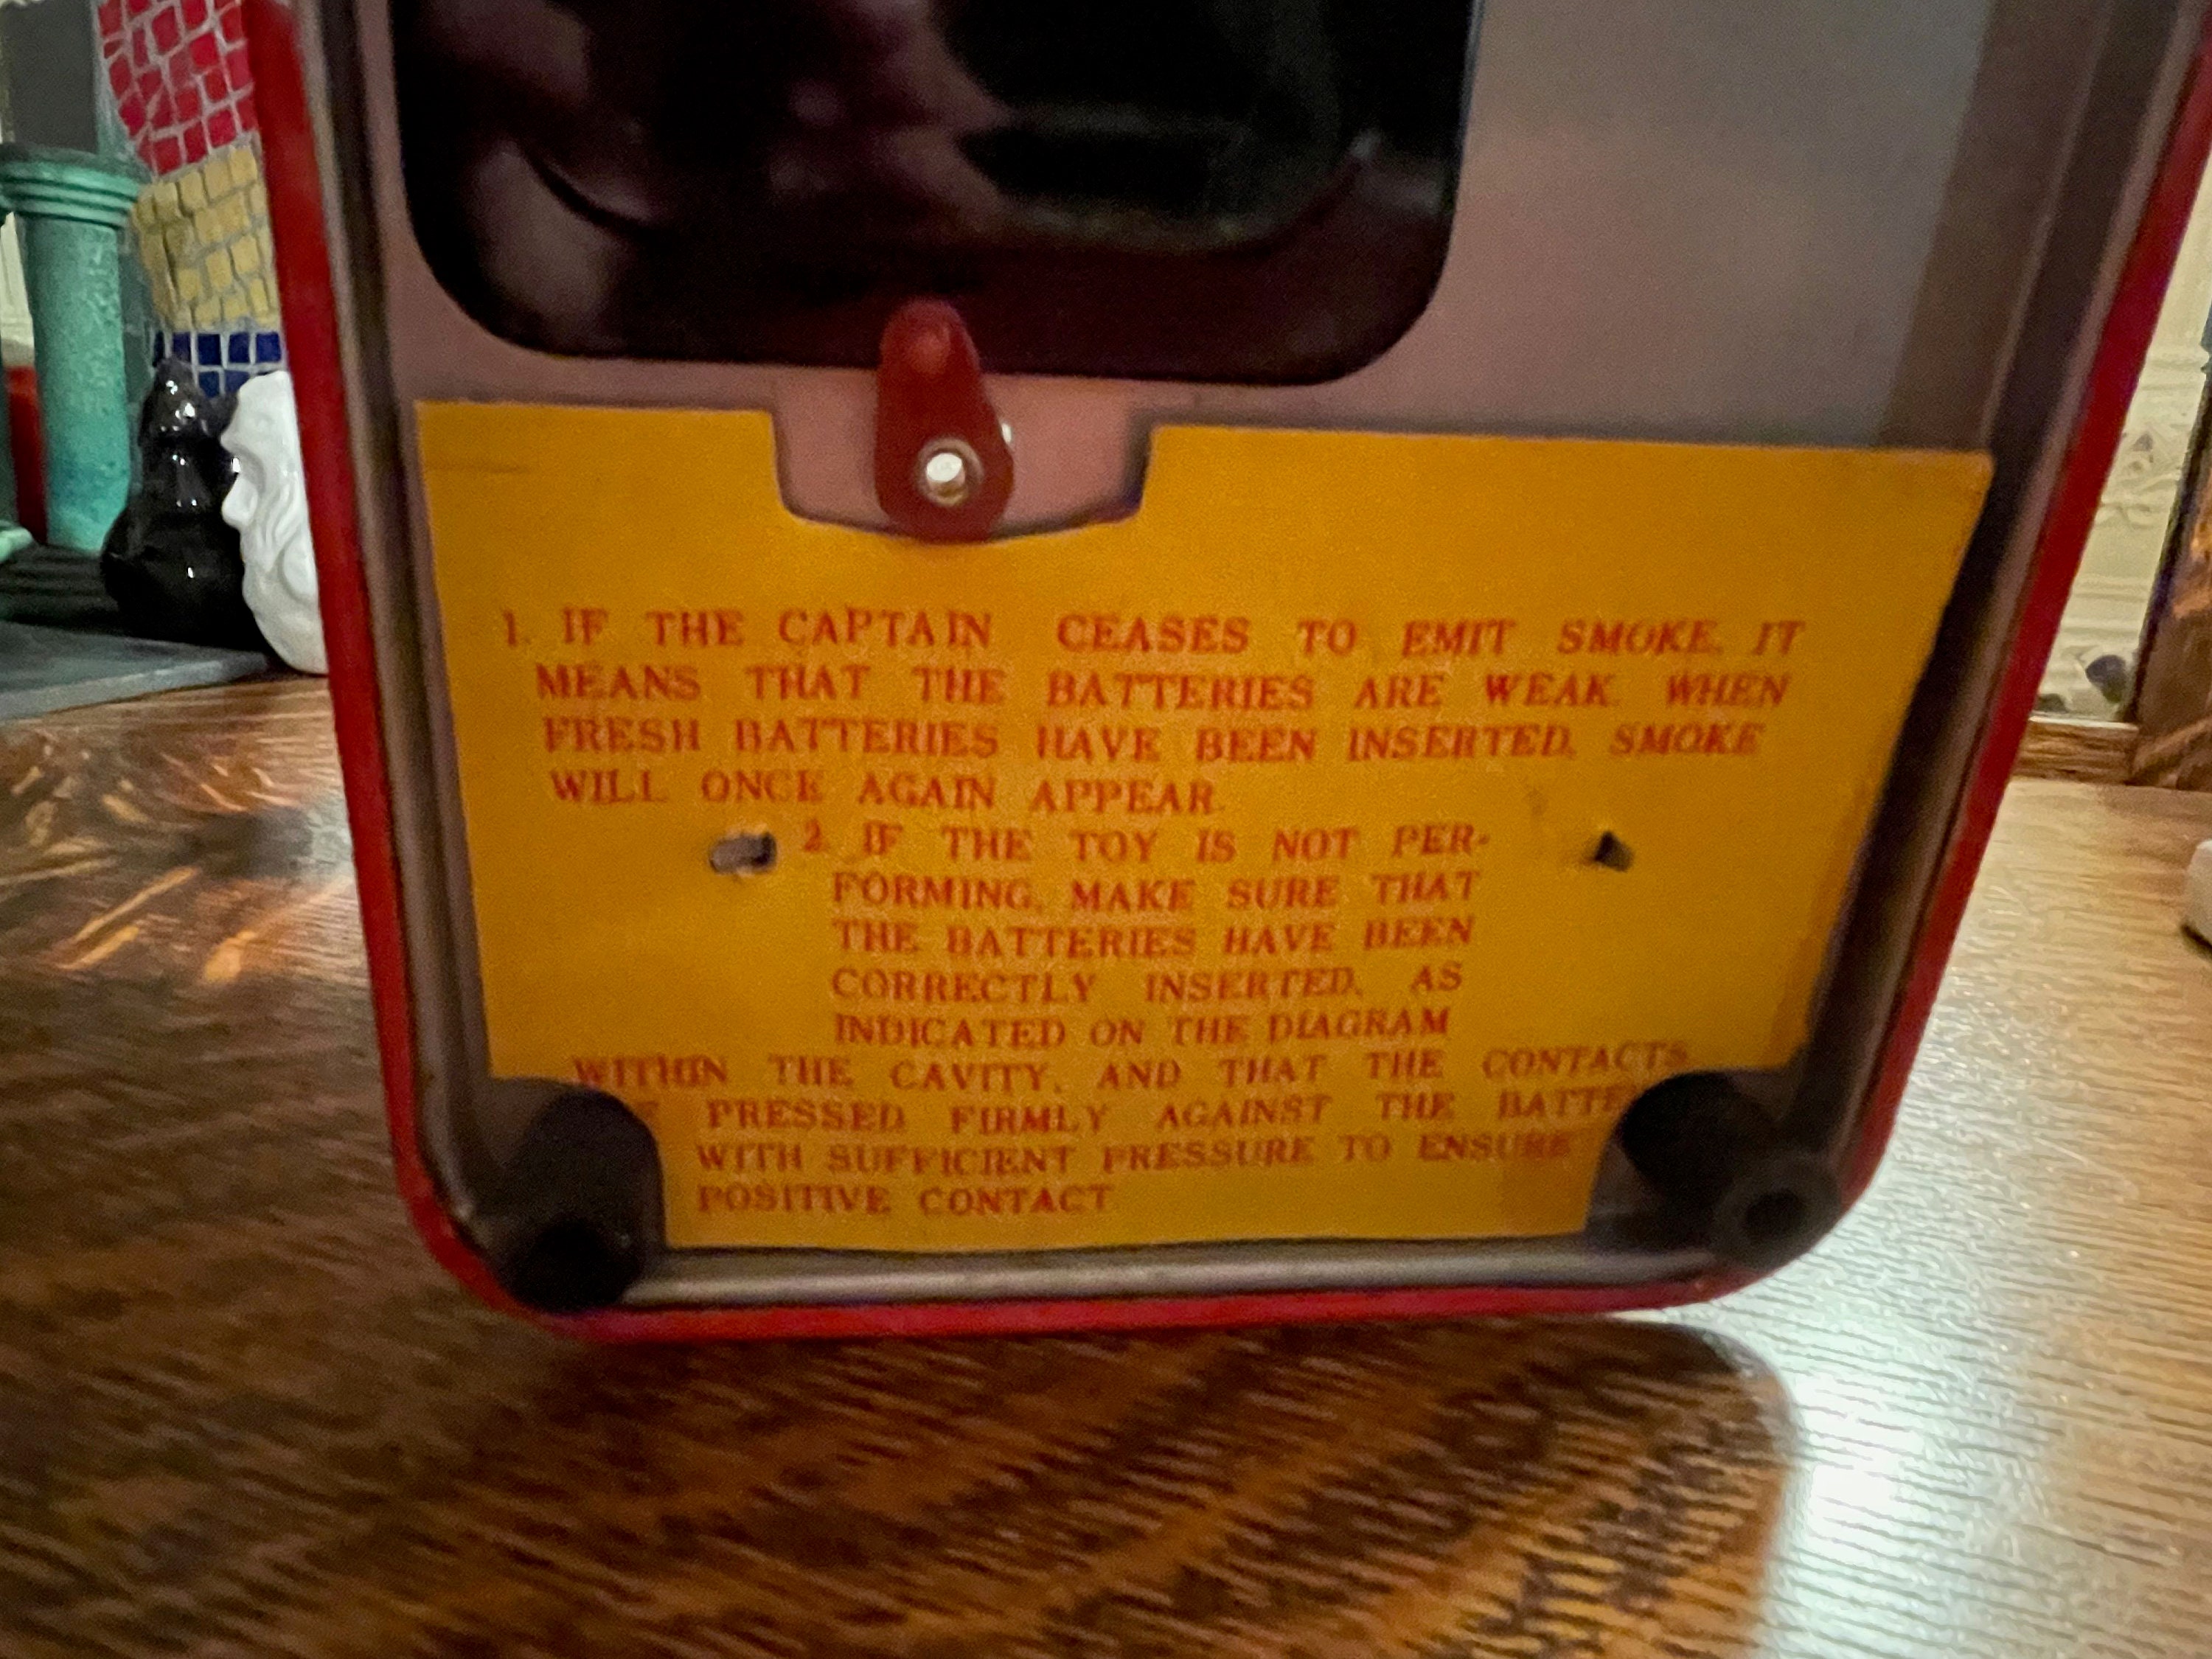 1. IF THE CAPTAIN CEASES TO EMIT SMOKE, IT
MEANS THAT THE BATTERIES ARE WEAK. WHEN
FRESH BATTERIES HAVE BEEN INSERTED, SMOKE
WILL ONCE AGAIN APPEAR.
2. IF THE TOY IS NOT PER-
FORMING, MAKE SURE THAT
THE BATTERIES HAVE BEEN
CORRECTLY INSERTED, AS
INDICATED ON THE DIAGRAM
WITHIN THE CAVITY, AND THAT THE CONTACTS
PRESSED FIRMLY AGAINST THE
WITH SUFFICIENT PRESSURE TO ENSURE
POSITIVE CONTACT